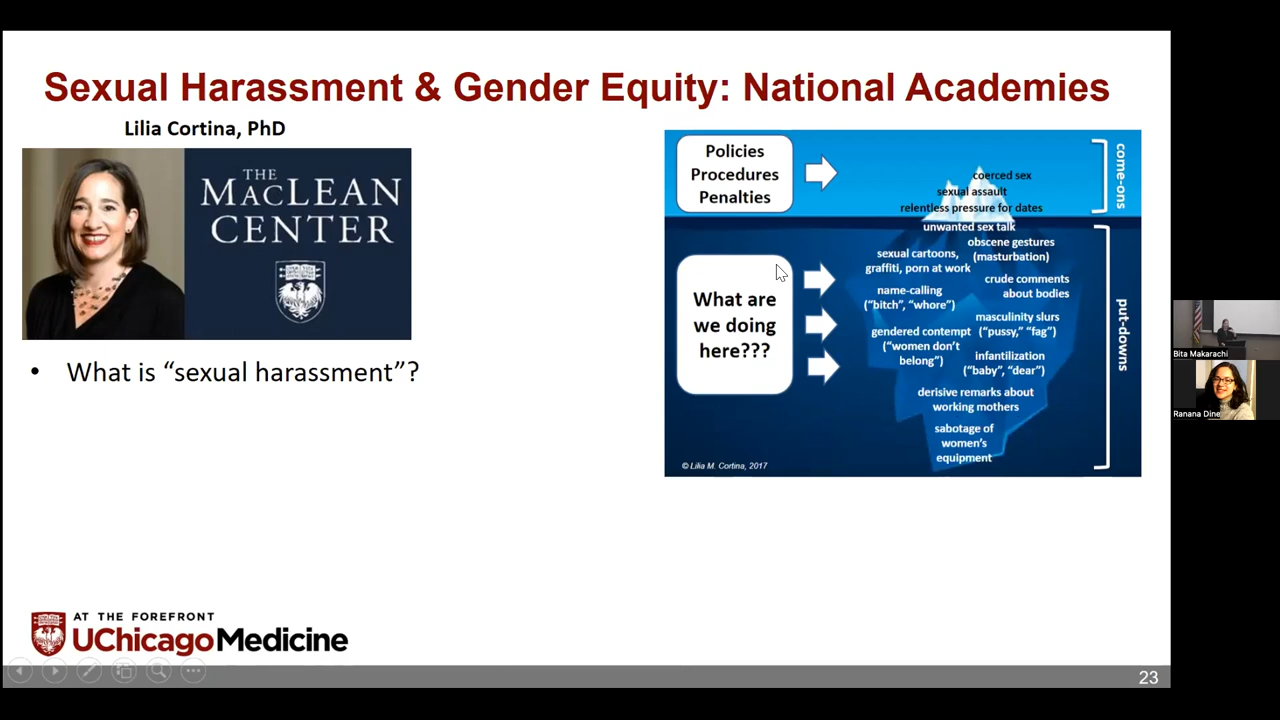 Sexual Harassment & Gender Equity: National Academies
Lilia Cortina, PhD
THE
MACLEAN
CENTER
• What is “sexual harassment”?
Policies
Procedures
Penalties
What are
we doing
here???
coerced sex
sexual assault
relentless pressure for dates
unwanted sex talk
obscene gestures
(masturbation)
sexual cartoons,
graffiti, porn at work
crude comments
about bodies
name-calling
(“bitch”, “whore”)
masculinity slurs
(“pussy,” “fag”)
gendered contempt
(“women don’t
belong”)
infantilization
(“baby”, “dear”)
derisive remarks about
working mothers
sabotage of
women’s
equipment
come-ons
put-downs
© Lilia M. Cortina, 2017
AT THE FOREFRONT
UChicago Medicine
23
Bita Makarachi
Ranana Dine